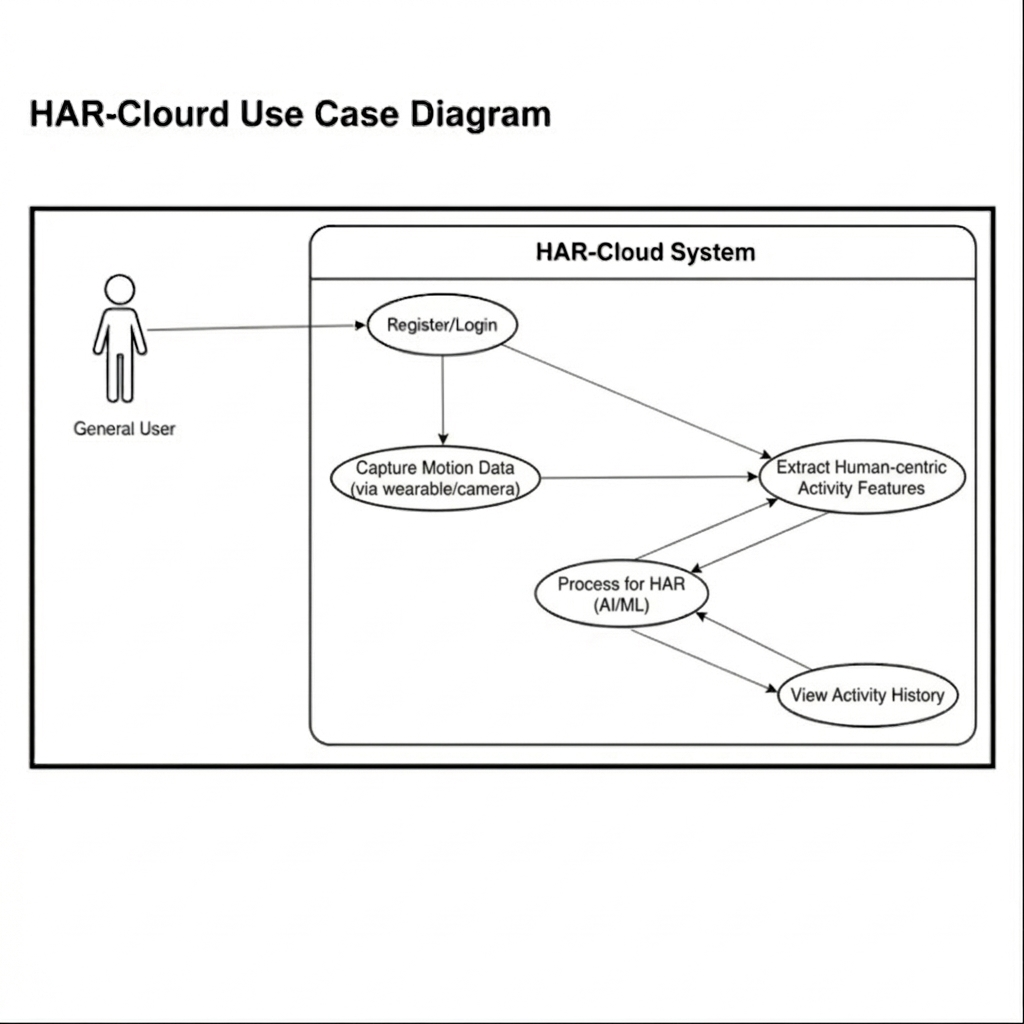 HAR-Clourd Use Case Diagram
HAR-Cloud System
Register/Login
General User
Capture Motion Data
(via wearable/camera)
Extract Human-centric
Activity Features
Process for HAR
(AI/ML)
View Activity History